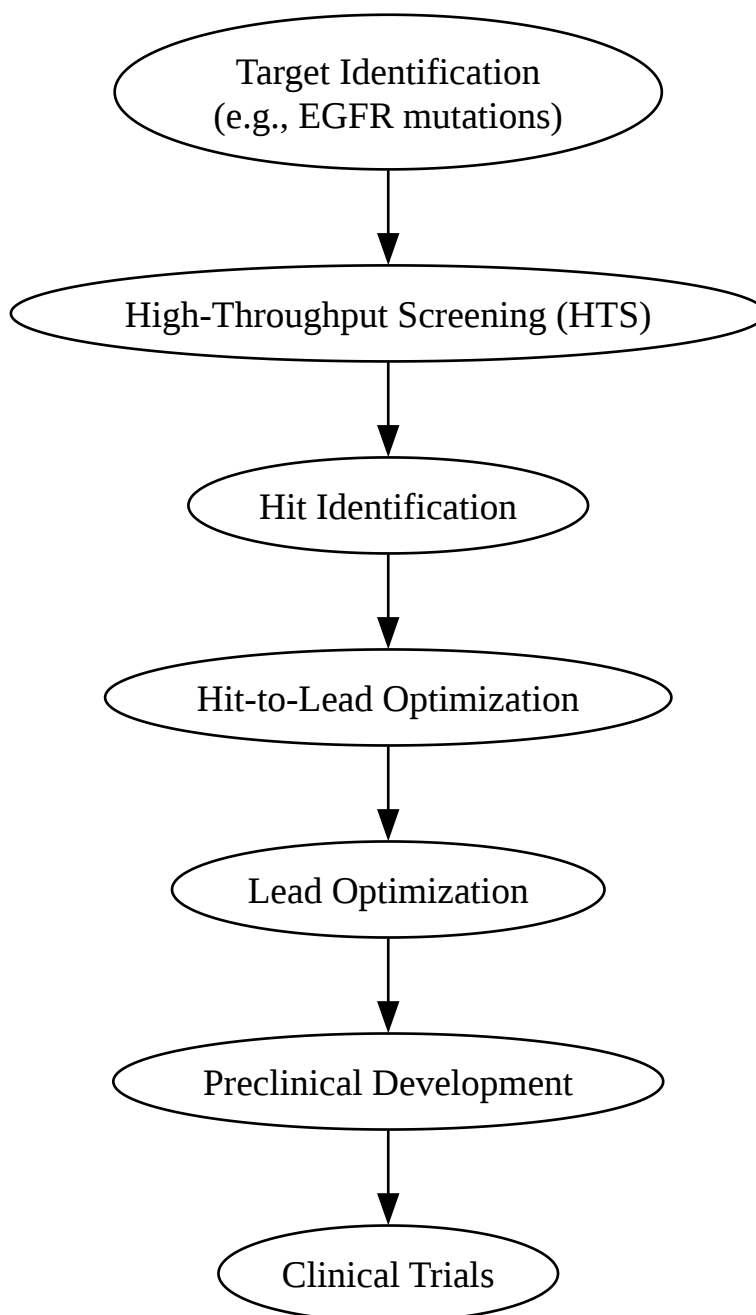 Target Identification
(e.g., EGFR mutations)
High-Throughput Screening (HTS)
Hit Identification
Hit-to-Lead Optimization
Lead Optimization
Preclinical Development
Clinical Trials